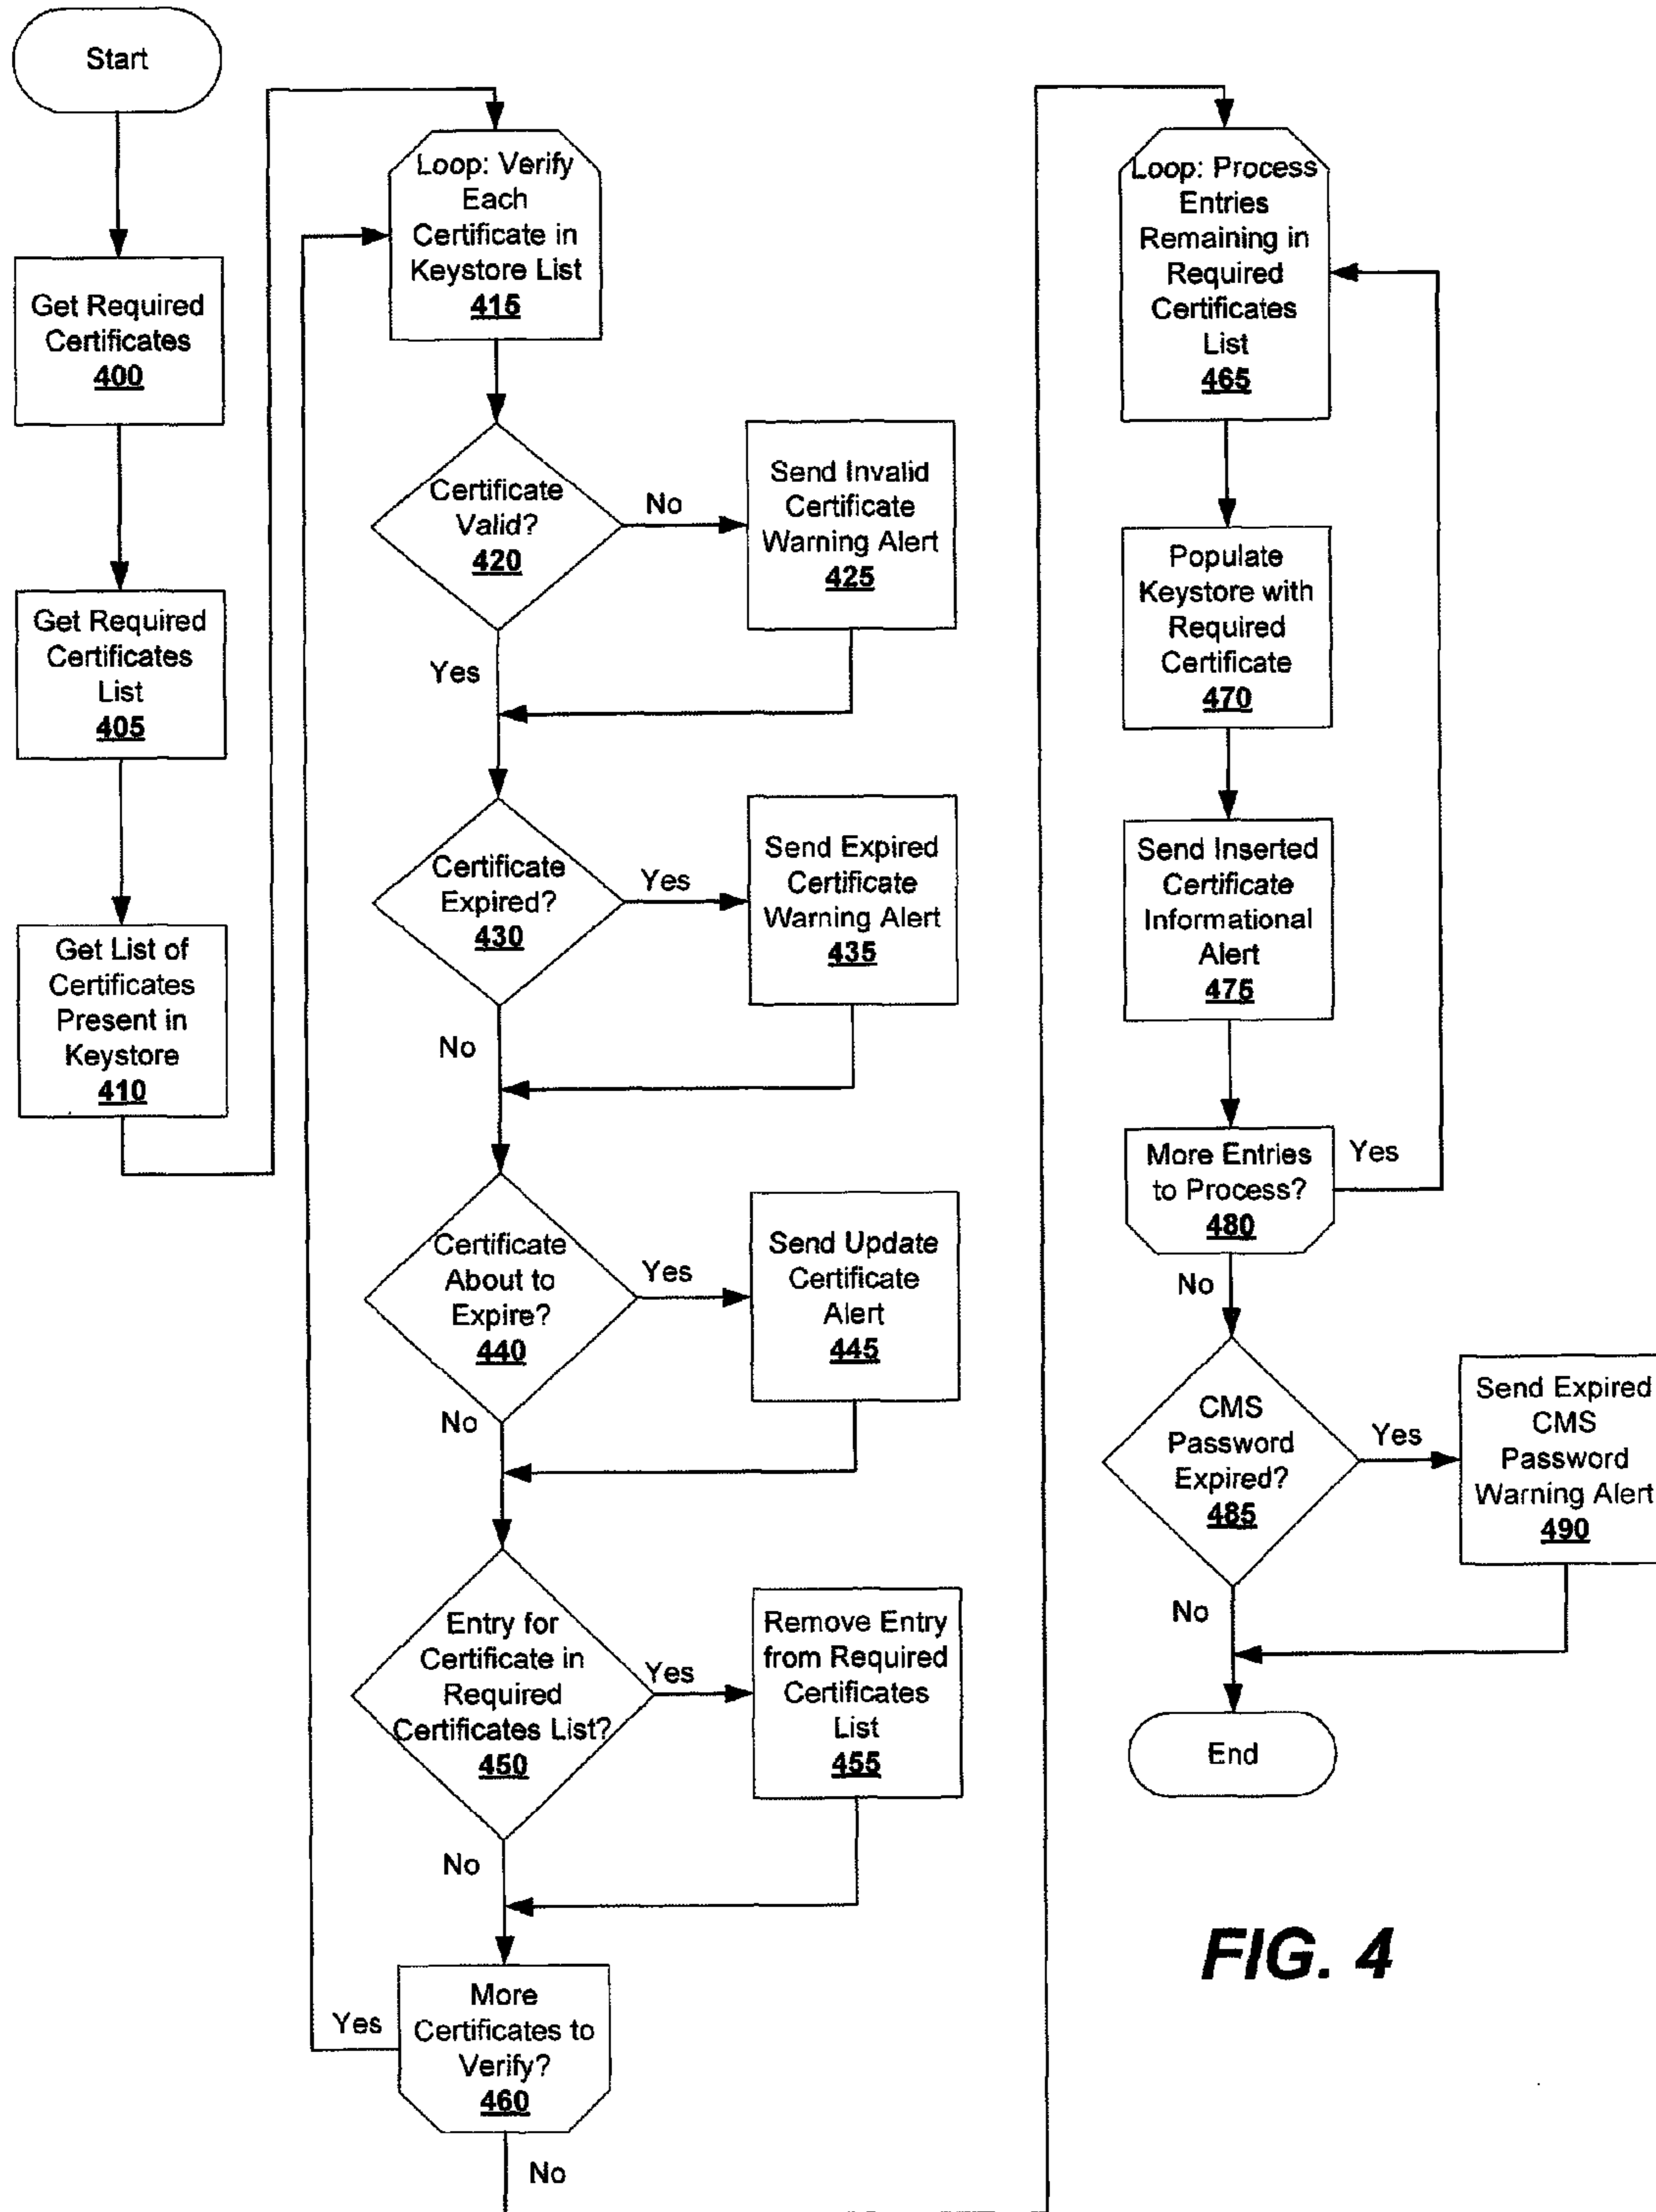 Start
Get Required
Certificates
400
Get Required
Certificates
List
405
Get List of
Certificates
Present in
Keystore
410
Loop: Verify
Each
Certificate in
Keystore List
415
Certificate
Valid?
420
No
Send Invalid
Certificate
Warning Alert
425
Yes
Certificate
Expired?
430
Yes
Send Expired
Certificate
Warning Alert
435
No
Certificate
About to
Expire?
440
Yes
Send Update
Certificate
Alert
445
No
Entry for
Certificate in
Required
Certificates List?
450
Yes
Remove Entry
from Required
Certificates
List
455
No
More
Certificates to
Verify?
460
Yes
No
Loop: Process
Entries
Remaining in
Required
Certificates
List
465
Populate
Keystore with
Required
Certificate
470
Send Inserted
Certificate
Informational
Alert
475
More Entries
to Process?
480
Yes
No
CMS
Password
Expired?
485
Yes
Send Expired
CMS
Password
Warning Alert
490
No
End
FIG. 4